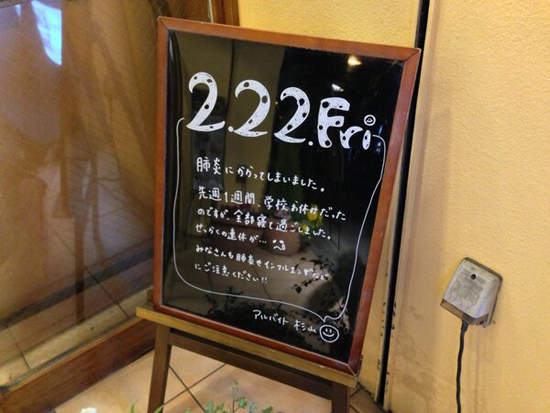 2.22.Fri
肺炎にかかってしまいました。
先週1週間、学校お休みだった
のですが、全部寝て過ごしました。
せっかくの連休が…
みなさんも肺炎やインフルエンザなど
にご注意ください!!
アルバイト 杉山